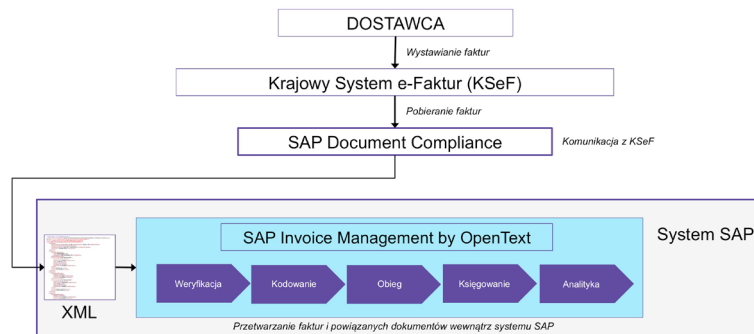 DOSTAWCA
Wystawianie faktur
Krajowy System e-Faktur (KSeF)
Pobieranie faktur
SAP Document Compliance
Komunikacja z KSeF
System SAP
SAP Invoice Management by OpenText
Weryfikacja
Kodowanie
Obieg
Księgowanie
Analityka
XML
Przetwarzanie faktur i powiązanych dokumentów wewnątrz systemu SAP